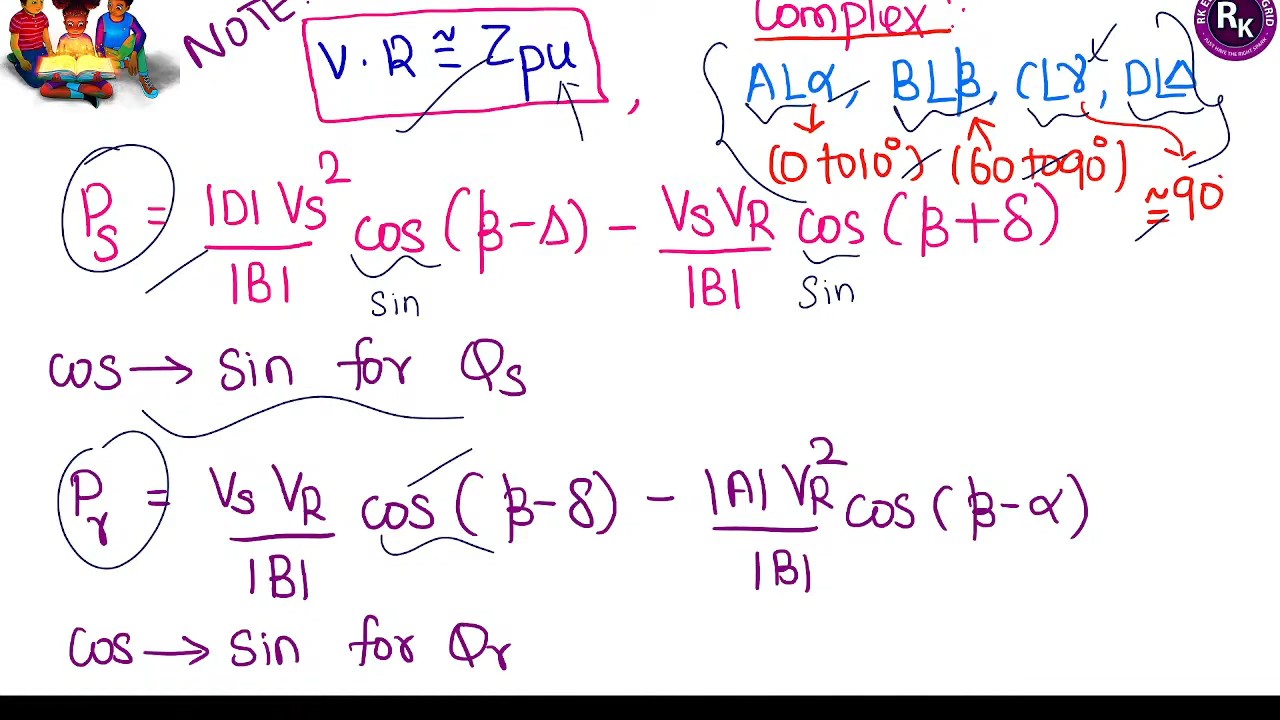 NOTE:
V.R ≅ Zpu ,
Complex :
A∠α, B∠β, C∠γ, D∠Δ
(0 to 10°) (60 to 90°) ≅ 90°
RK
Ps = |D| Vs² / |B| cos (β - Δ) - Vs VR / |B| cos (β + δ)
sin sin
cos → sin for Qs
Pr = Vs VR / |B| cos (β - δ) - |A| VR² / |B| cos (β - α)
cos → sin for Qr